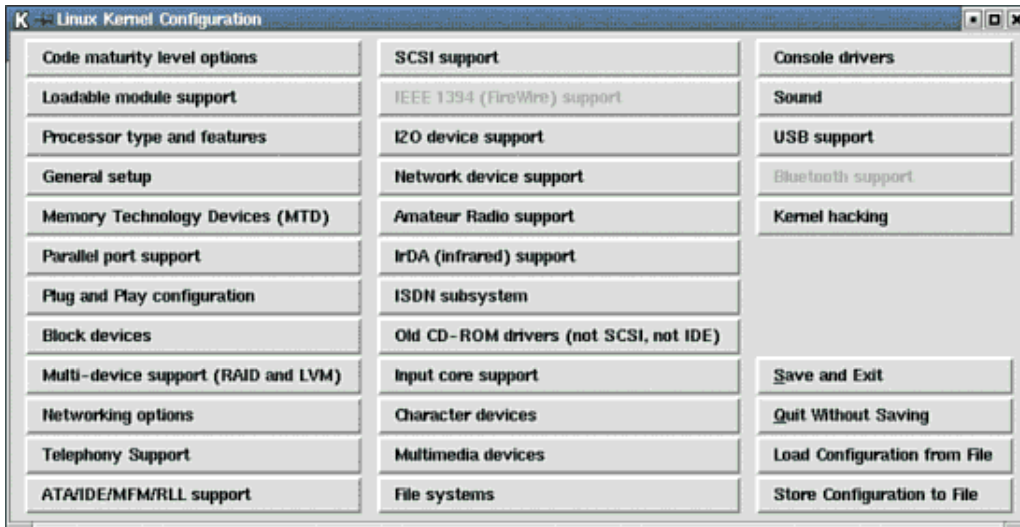 Linux Kernel Configuration
Code maturity level options
Loadable module support
Processor type and features
General setup
Memory Technology Devices (MTD)
Parallel port support
Plug and Play configuration
Block devices
Multi-device support (RAID and LVM)
Networking options
Telephony Support
ATA/IDE/MFM/RLL support
SCSI support
IEEE 1394 (FireWire) support
I2O device support
Network device support
Amateur Radio support
IrDA (infrared) support
ISDN subsystem
Old CD-ROM drivers (not SCSI, not IDE)
Input core support
Character devices
Multimedia devices
File systems
Console drivers
Sound
USB support
Bluetooth support
Kernel hacking
Save and Exit
Quit Without Saving
Load Configuration from File
Store Configuration to File